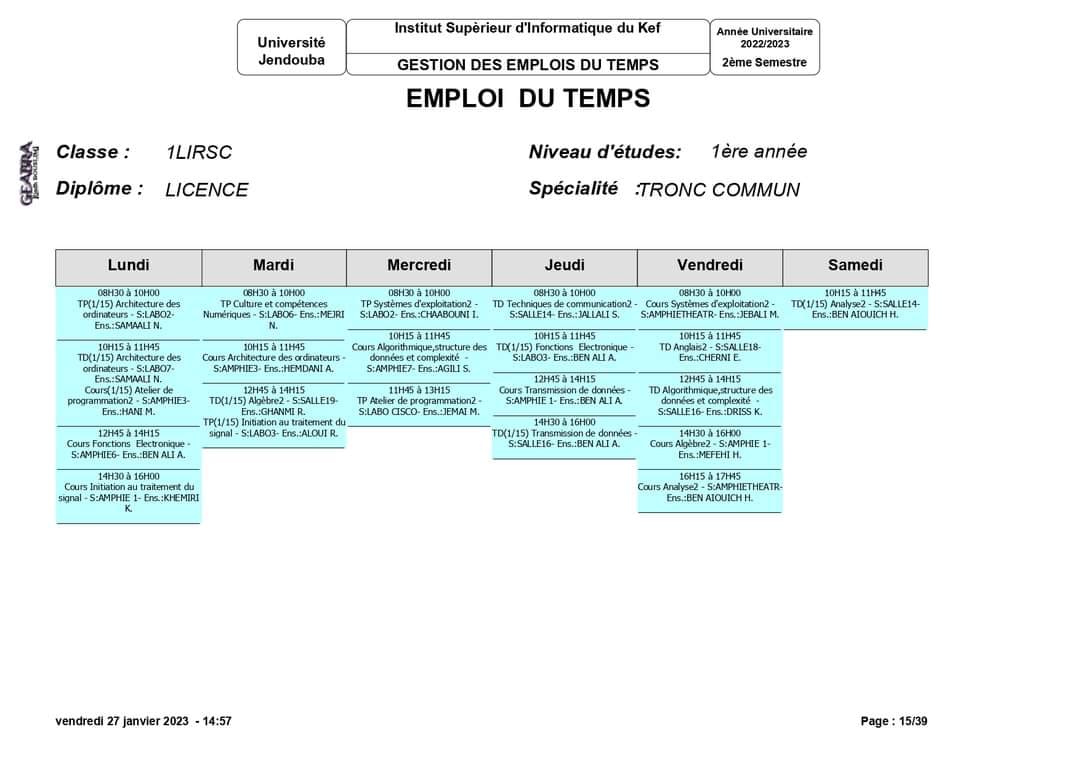 Université
Jendouba
Institut Supèrieur d'Informatique du Kef
GESTION DES EMPLOIS DU TEMPS
Année Universitaire
2022/2023
2ème Semestre
EMPLOI DU TEMPS
GEABRA
Classe : 1LIRSC
Niveau d'études: 1ère année
Diplôme : LICENCE
Spécialité :TRONC COMMUN
Lundi
08H30 à 10H00
TP(1/15) Architecture des
ordinateurs - S:LABO2-
Ens.:SAMAALI N.
10H15 à 11H45
TD(1/15) Architecture des
ordinateurs - S:LABO7-
Ens.:SAMAALI N.
Cours(1/15) Atelier de
programmation2 - S:AMPHIE3-
Ens.:HANI M.
12H45 à 14H15
Cours Fonctions Electronique -
S:AMPHIE6- Ens.:BEN ALI A.
14H30 à 16H00
Cours Initiation au traitement du
signal - S:AMPHIE 1- Ens.:KHEMIRI
K.
Mardi
08H30 à 10H00
TP Culture et compétences
Numériques - S:LABO6- Ens.:MEJRI
N.
10H15 à 11H45
Cours Architecture des ordinateurs -
S:AMPHIE3- Ens.:HEMDANI A.
12H45 à 14H15
TD(1/15) Algèbre2 - S:SALLE19-
Ens.:GHANMI R.
TP(1/15) Initiation au traitement du
signal - S:LABO3- Ens.:ALOUI R.
Mercredi
08H30 à 10H00
TP Systèmes d'exploitation2 -
S:LABO2- Ens.:CHAABOUNI I.
10H15 à 11H45
Cours Algorithmique,structure des
données et complexité -
S:AMPHIE7- Ens.:AGILI S.
11H45 à 13H15
TP Atelier de programmation2 -
S:LABO CISCO- Ens.:JEMAI M.
Jeudi
08H30 à 10H00
TD Techniques de communication2 -
S:SALLE14- Ens.:JALLALI S.
10H15 à 11H45
TD(1/15) Fonctions Electronique -
S:LABO3- Ens.:BEN ALI A.
12H45 à 14H15
Cours Transmission de données -
S:AMPHIE 1- Ens.:BEN ALI A.
14H30 à 16H00
TD(1/15) Transmission de données -
S:SALLE16- Ens.:BEN ALI A.
Vendredi
08H30 à 10H00
Cours Systèmes d'exploitation2 -
S:AMPHIETHEATR- Ens.:JEBALI M.
10H15 à 11H45
TD Anglais2 - S:SALLE18-
Ens.:CHERNI E.
12H45 à 14H15
TD Algorithmique,structure des
données et complexité -
S:SALLE16- Ens.:DRISS K.
14H30 à 16H00
Cours Algèbre2 - S:AMPHIE 1-
Ens.:MEFEHI H.
16H15 à 17H45
Cours Analyse2 - S:AMPHIETHEATR-
Ens.:BEN AIOUICH H.
Samedi
10H15 à 11H45
TD(1/15) Analyse2 - S:SALLE14-
Ens.:BEN AIOUICH H.
vendredi 27 janvier 2023 - 14:57
Page : 15/39